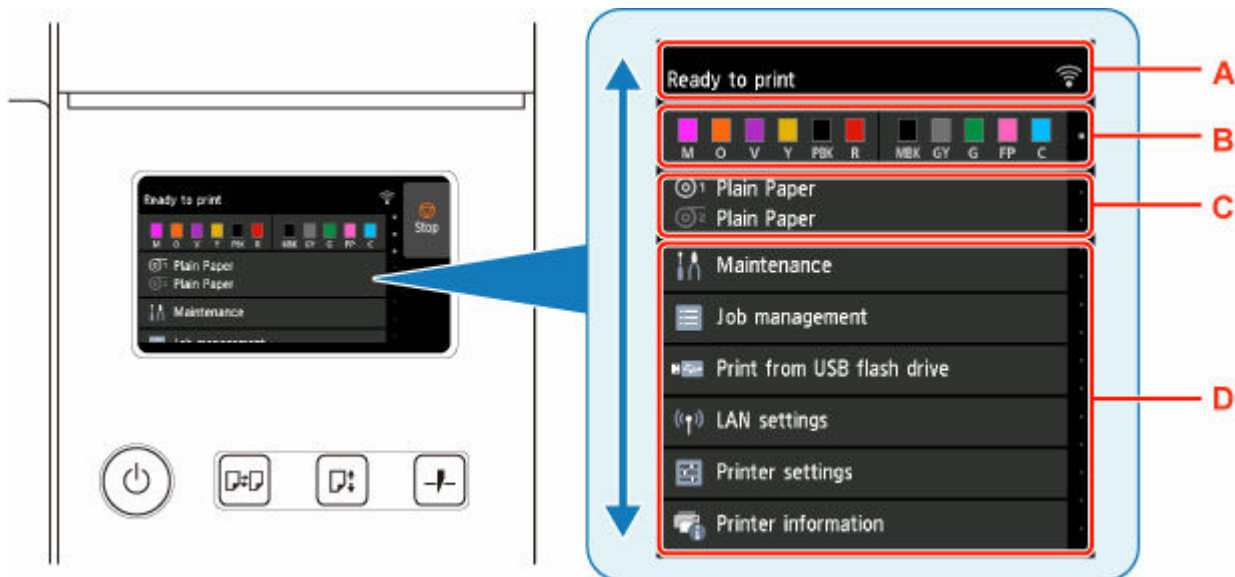 Ready to print
Stop
M O V Y PBK R MBK GY G FP C
1 Plain Paper
2 Plain Paper
Maintenance
Ready to print
A
M O V Y PBK R MBK GY G FP C
B
1 Plain Paper
2 Plain Paper
C
Maintenance
Job management
Print from USB flash drive
LAN settings
Printer settings
Printer information
D